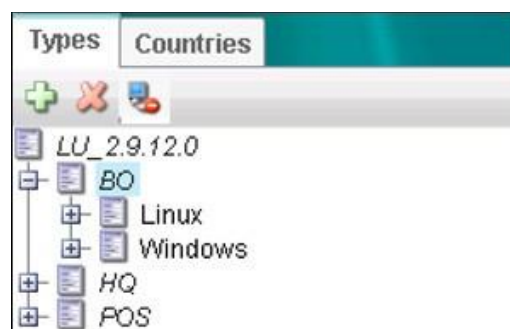 Types Countries
LU_2.9.12.0
BO
Linux
Windows
HQ
POS